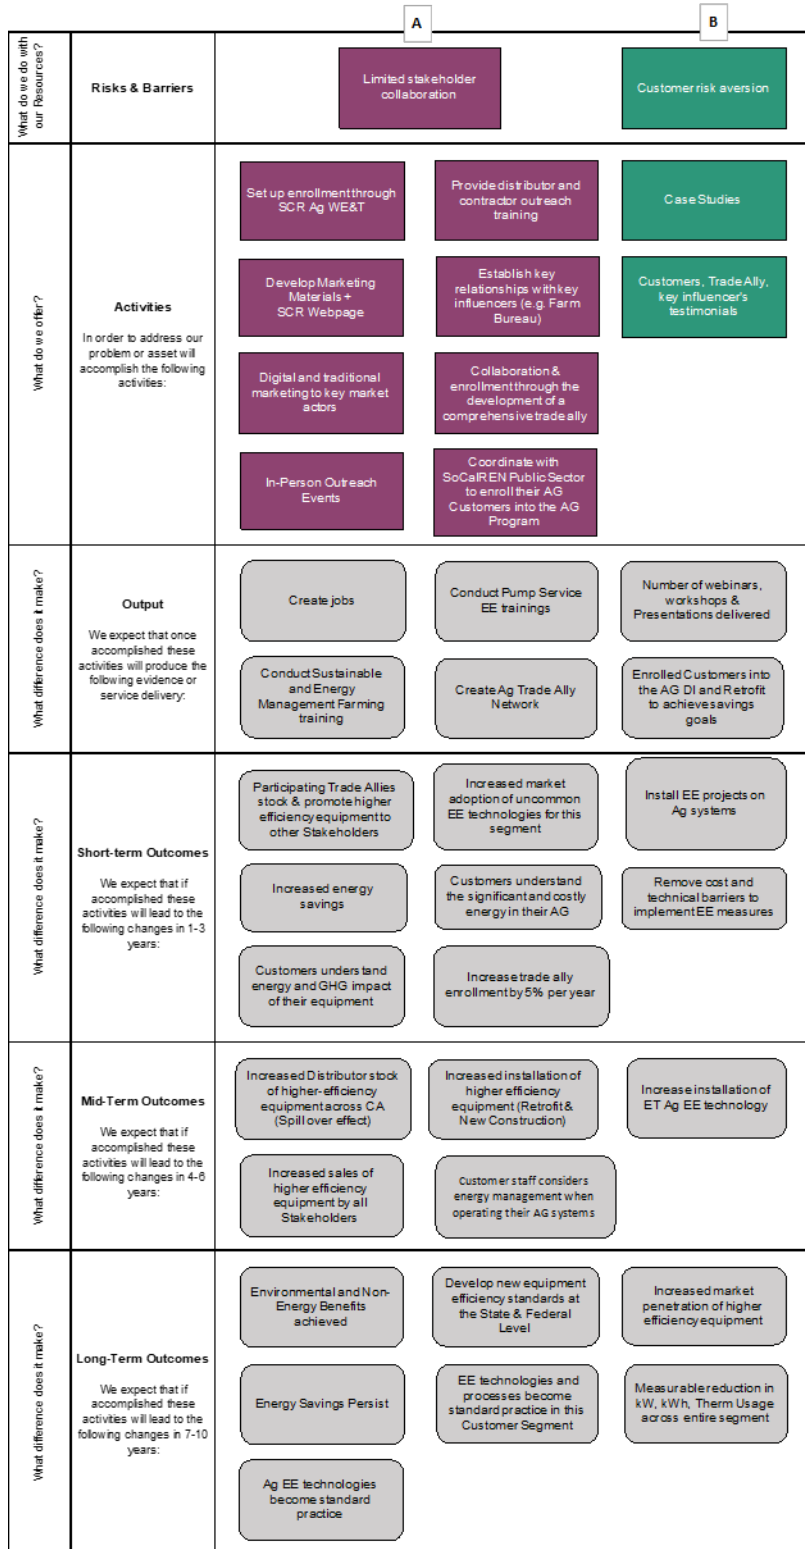 A
B
What do we do with
our Resources?
Risks & Barriers
Limited stakeholder
collaboration
Customer risk aversion
What do we offer?
Activities
In order to address our
problem or asset will
accomplish the following
activities:
Set up enrollment through
SCR Ag WE&T
Provide distributor and
contractor outreach
training
Case Studies
Develop Marketing
Materials +
SCR Webpage
Establish key
relationships with key
influencers (e.g. Farm
Bureau)
Customers, Trade Ally,
key influencer's
testimonials
Digital and traditional
marketing to key market
actors
Collaboration &
enrollment through the
development of a
comprehensive trade ally
In-Person Outreach
Events
Coordinate with
SoCalREN Public Sector
to enroll their AG
Customers into the AG
Program
What difference does it make?
Output
We expect that once
accomplished these
activities will produce the
following evidence or
service delivery:
Create jobs
Conduct Pump Service
EE trainings
Number of webinars,
workshops &
Presentations delivered
Conduct Sustainable
and Energy
Management Farming
training
Create Ag Trade Ally
Network
Enrolled Customers into
the AG DI and Retrofit
to achieve savings
goals
What difference does it make?
Short-term Outcomes
We expect that if
accomplished these
activities will lead to the
following changes in 1-3
years:
Participating Trade Allies
stock & promote higher
efficiency equipment to
other Stakeholders
Increased market
adoption of uncommon
EE technologies for this
segment
Install EE projects on
Ag systems
Increased energy
savings
Customers understand
the significant and costly
energy in their AG
Remove cost and
technical barriers to
implement EE measures
Customers understand
energy and GHG impact
of their equipment
Increase trade ally
enrollment by 5% per year
What difference does it make?
Mid-Term Outcomes
We expect that if
accomplished these
activities will lead to the
following changes in 4-6
years:
Increased Distributor stock
of higher-efficiency
equipment across CA
(Spill over effect)
Increased installation of
higher efficiency
equipment (Retrofit &
New Construction)
Increase installation of
ET Ag EE technology
Increased sales of
higher efficiency
equipment by all
Stakeholders
Customer staff considers
energy management when
operating their AG systems
What difference does it make?
Long-Term Outcomes
We expect that if
accomplished these
activities will lead to the
following changes in 7-10
years:
Environmental and Non-
Energy Benefits
achieved
Develop new equipment
efficiency standards at
the State & Federal
Level
Increased market
penetration of higher
efficiency equipment
Energy Savings Persist
EE technologies and
processes become
standard practice in this
Customer Segment
Measurable reduction in
kW, kWh, Therm Usage
across entire segment
Ag EE technologies
become standard
practice